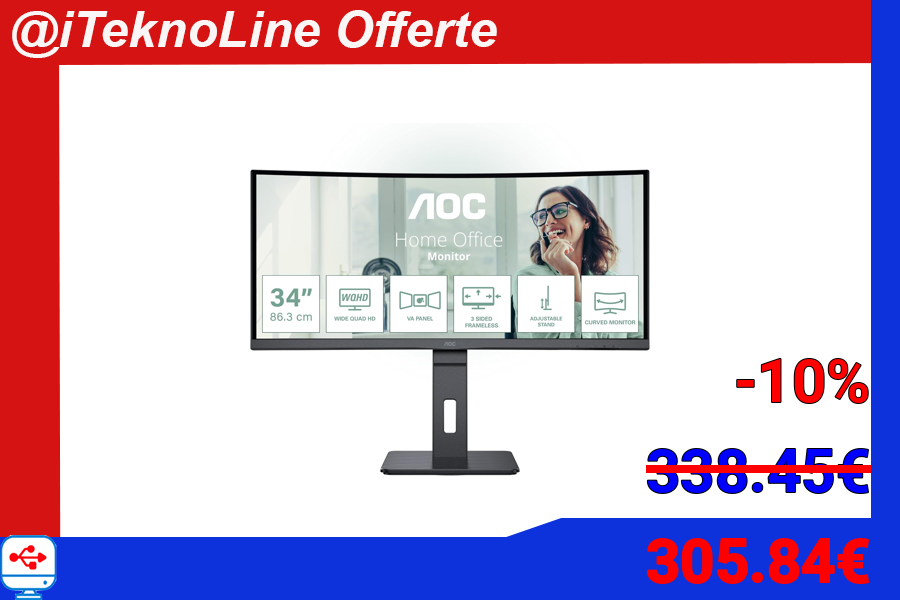 @iTeknoLine Offerte
AOC
Home Office
Monitor
34”
86.3 cm
WQHD
WIDE QUAD HD
VA PANEL
3 SIDED
FRAMELESS
ADJUSTABLE
STAND
CURVED MONITOR
AOC
-10%
338.45€
305.84€